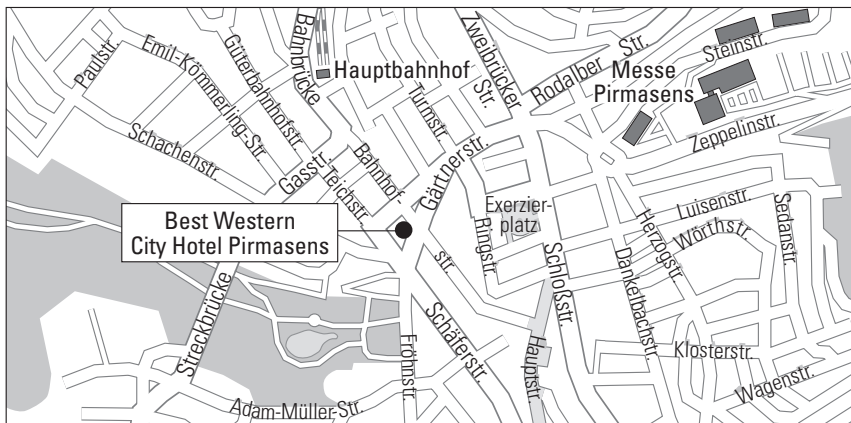 Paulstr.
Emil-Kömmerling-Str.
Güterbahnhofstr.
Bahnbrücke
Hauptbahnhof
Zweibrücker
Str.
Rodalber Str.
Steinstr.
Messe
Pirmasens
Turmstr.
Zeppelinstr.
Schachenstr.
Gasstr.
Teichstr.
Bahnhof-
str.
Gärtnerstr.
Exerzier-
platz
Luisenstr.
Wörthstr.
Sedanstr.
Best Western
City Hotel Pirmasens
Ringstr.
Schloßstr.
Herzogstr.
Dankelbachstr.
Streckbrücke
Schäferstr.
Fröhnstr.
Hauptstr.
Klosterstr.
Wagenstr.
Adam-Müller-Str.